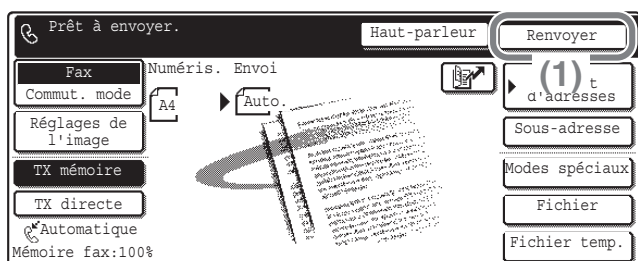 Prêt à envoyer.
Haut-parleur
Renvoyer
(1)
Fax
Commut. mode
Numéris. Envoi
A4
Auto.
t
d'adresses
Réglages de
l'image
Sous-adresse
TX mémoire
Modes spéciaux
TX directe
Fichier
Automatique
Mémoire fax:100%
Fichier temp.